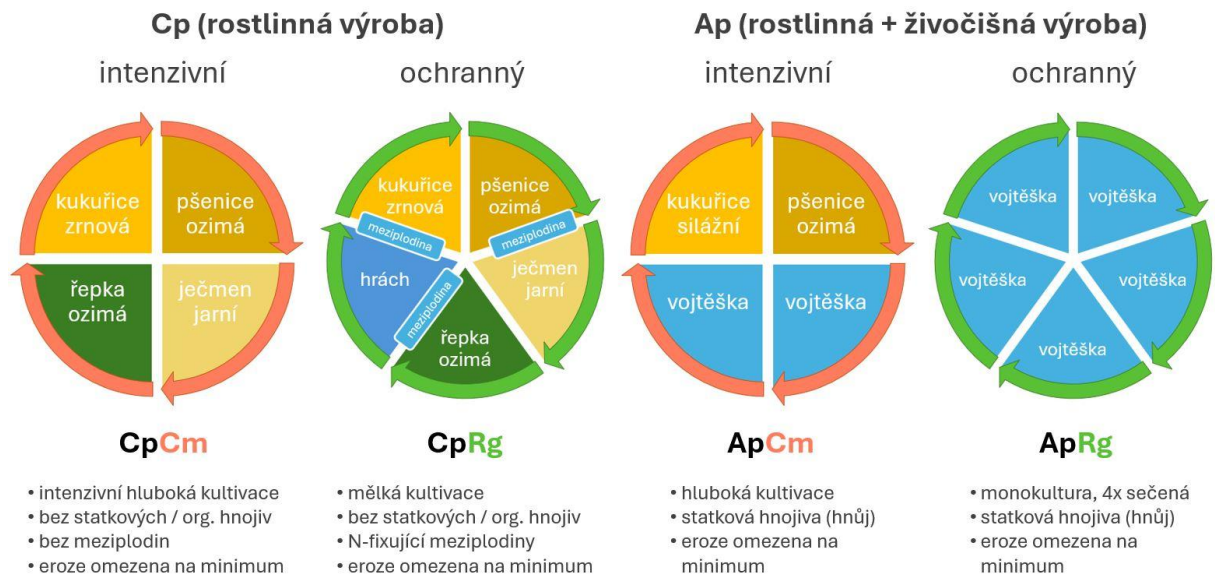 Cp (rostlinná výroba)
Ap (rostlinná + živočišná výroba)
intenzivní
ochranný
intenzivní
ochranný
kukuřice
zrnová
pšenice
ozimá
řepka
ozimá
ječmen
jarní
kukuřice
zrnová
pšenice
ozimá
meziplodina
meziplodina
hrách
ječmen
jarní
meziplodina
řepka
ozimá
kukuřice
silážní
pšenice
ozimá
vojtěška
vojtěška
vojtěška
vojtěška
vojtěška
vojtěška
vojtěška
CpCm
CpRg
ApCm
ApRg
• intenzivní hluboká kultivace
• bez statkových / org. hnojiv
• bez meziplodin
• eroze omezena na minimum
• mělká kultivace
• bez statkových / org. hnojiv
• N-fixující meziplodiny
• eroze omezena na minimum
• hluboká kultivace
• statková hnojiva (hnůj)
• eroze omezena na
minimum
• monokultura, 4x sečená
• statková hnojiva (hnůj)
• eroze omezena na
minimum